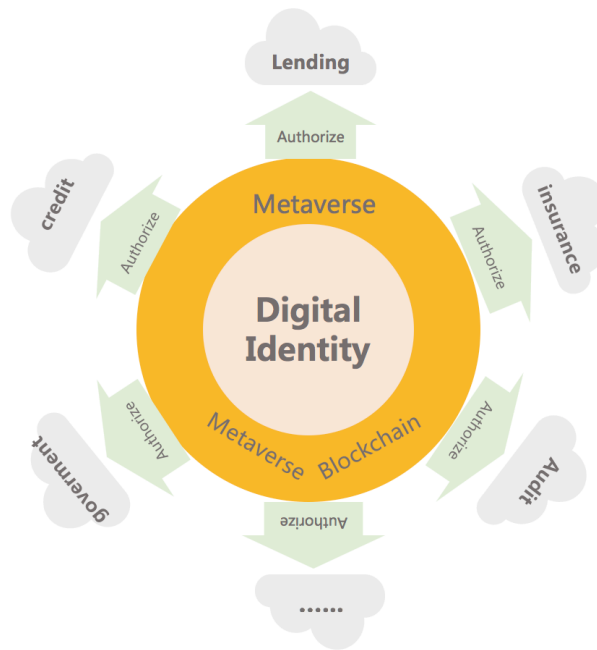 Lending
Authorize
Metaverse
credit
Authorize
insurance
Authorize
Digital
Identity
goverment
Authorize
Metaverse Blockchain
Authorize
Audit
Authorize
......